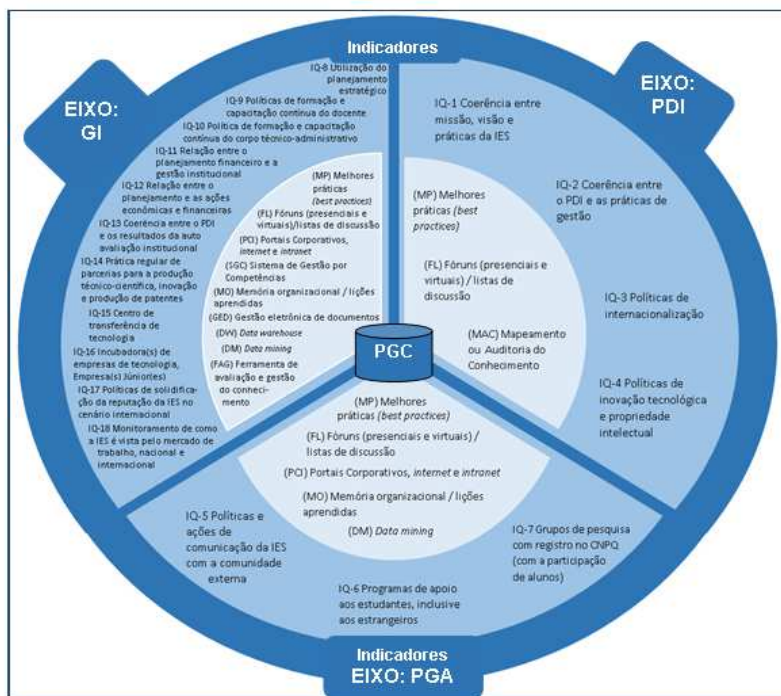 Indicadores
EIXO:
GI
IQ-8 Utilização do
planejamento
estratégico
IQ-9 Políticas de formação e
capacitação contínua do docente
IQ-10 Política de formação e capacitação
contínua do corpo técnico-administrativo
IQ-11 Relação entre o
planejamento financeiro e a
gestão institucional
IQ-12 Relação entre o
planejamento e as ações
econômicas e financeiras
IQ-13 Coerência entre o PDI
e os resultados da auto
avaliação institucional
IQ-14 Prática regular de
parcerias para a produção
técnico-científica, inovação
e produção de patentes
IQ-15 Centro de
transferência de
tecnologia
IQ-16 Incubadora(s) de
empresas de tecnologia,
Empresa(s) Júnior(es)
IQ-17 Políticas de solidifica-
ção da reputação da IES no
cenário internacional
IQ-18 Monitoramento de como
a IES é vista pelo mercado de
trabalho, nacional e
internacional
(MP) Melhores
práticas
(best practices)
(FL) Fóruns (presenciais e
virtuais)/listas de discussão
(PCI) Portais Corporativos,
internet e intranet
(SGC) Sistema de Gestão por
Competências
(MO) Memória organizacional / lições
aprendidas
(GED) Gestão eletrônica de documentos
(DW) Data warehouse
(DM) Data mining
(FAG) Ferramenta de
avaliação e gestão
do conheci-
mento
EIXO:
PDI
IQ-1 Coerência entre
missão, visão e
práticas da IES
IQ-2 Coerência entre
o PDI e as práticas de
gestão
IQ-3 Políticas de
internacionalização
IQ-4 Políticas de
inovação tecnológica
e propriedade
intelectual
(MP) Melhores
práticas (best
practices)
(FL) Fóruns (presenciais e
virtuais) / listas de
discussão
(MAC) Mapeamento
ou Auditoria do
Conhecimento
PGC
(MP) Melhores
práticas (best practices)
(FL) Fóruns (presenciais e virtuais) /
listas de discussão
(PCI) Portais Corporativos, internet e intranet
(MO) Memória organizacional / lições
aprendidas
(DM) Data mining
IQ-5 Políticas e
ações de
comunicação da IES
com a comunidade
externa
IQ-6 Programas de apoio
aos estudantes, inclusive
aos estrangeiros
IQ-7 Grupos de pesquisa
com registro no CNPQ
(com a participação
de alunos)
Indicadores
EIXO: PGA